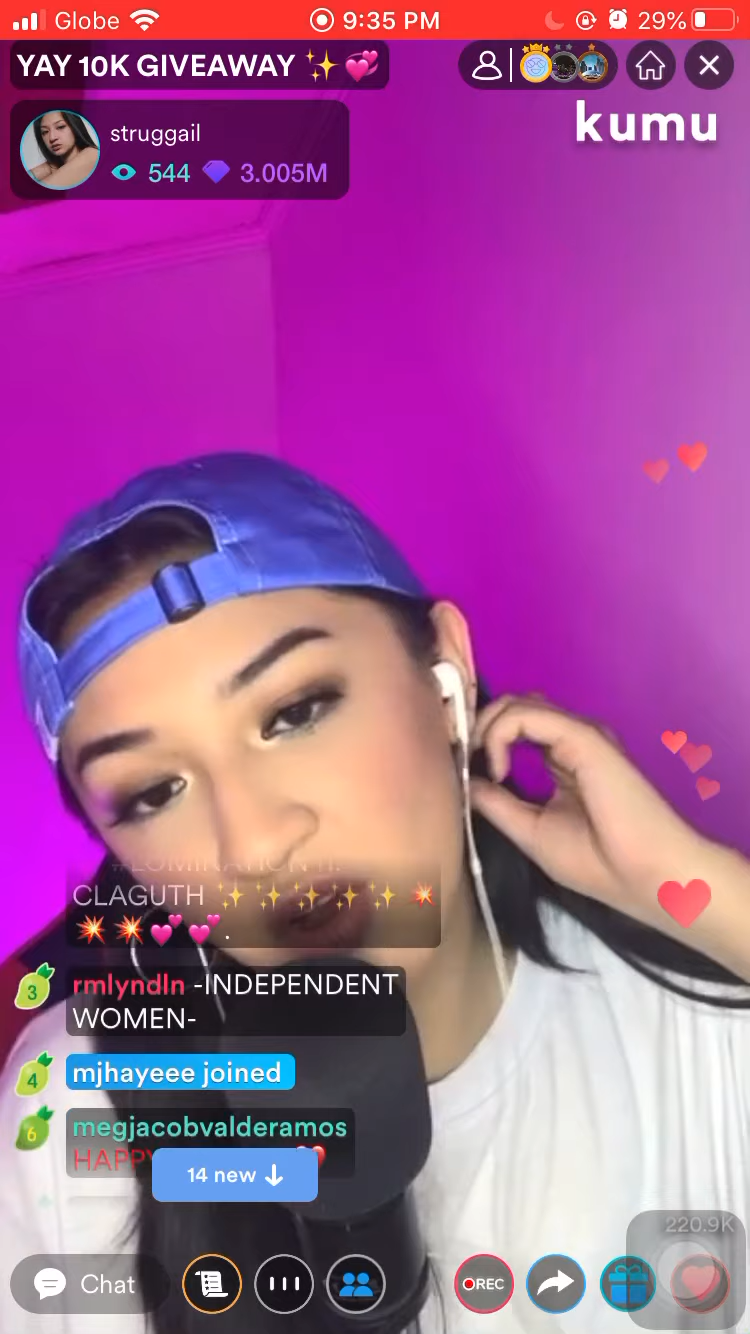 Globe 9:35 PM 29%
YAY 10K GIVEAWAY ✨💞
kumu
struggail
544 3.005M
CLAGUTH ✨✨✨✨✨💥
💥💥💕💕.
3 rmlyndln -INDEPENDENT
WOMEN-
4 mjhayeee joined
6 megjacobvalderamos
14 new ↓
220.9K
Chat REC